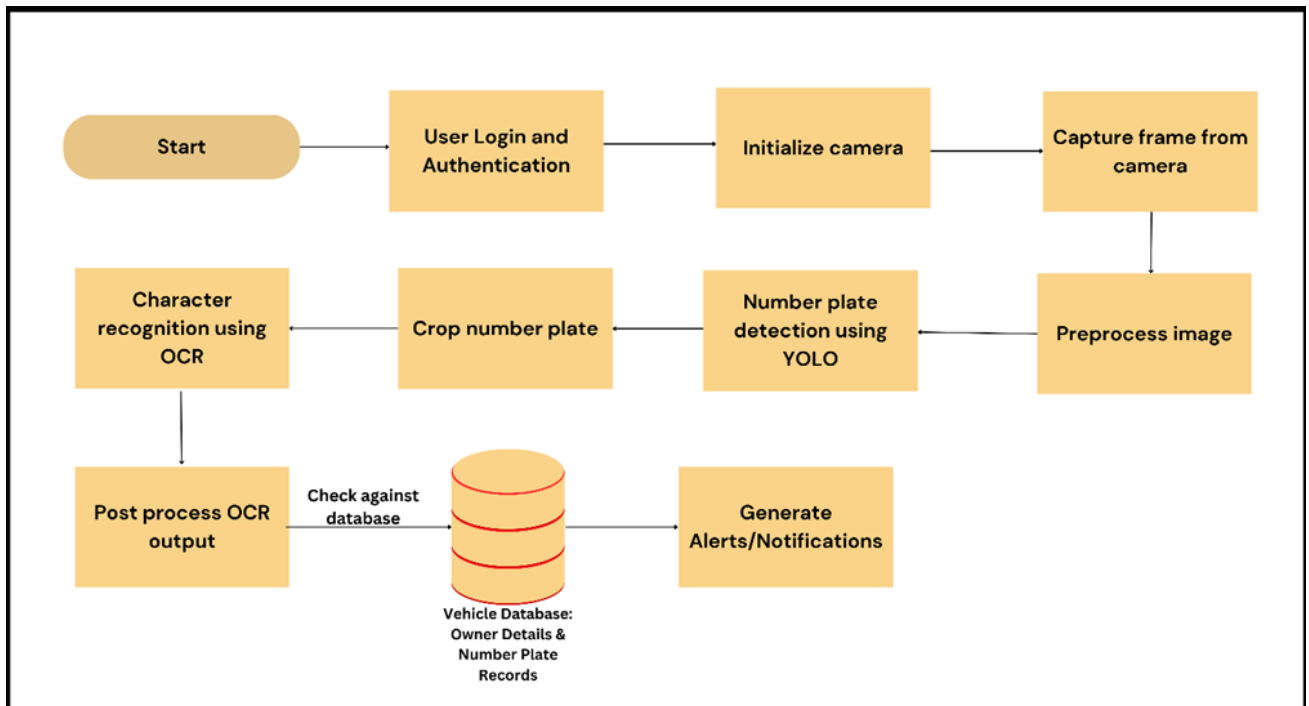 Start
User Login and
Authentication
Initialize camera
Capture frame from
camera
Preprocess image
Number plate
detection using
YOLO
Crop number plate
Character
recognition using
OCR
Post process OCR
output
Check against
database
Vehicle Database:
Owner Details &
Number Plate
Records
Generate
Alerts/Notifications